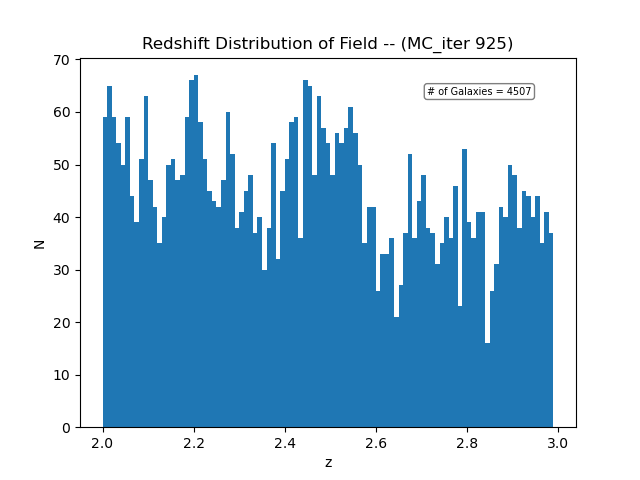 Redshift Distribution of Field -- (MC_iter 925)
# of Galaxies = 4507
70
60
50
40
30
20
10
0
N
2.0 2.2 2.4 2.6 2.8 3.0
z